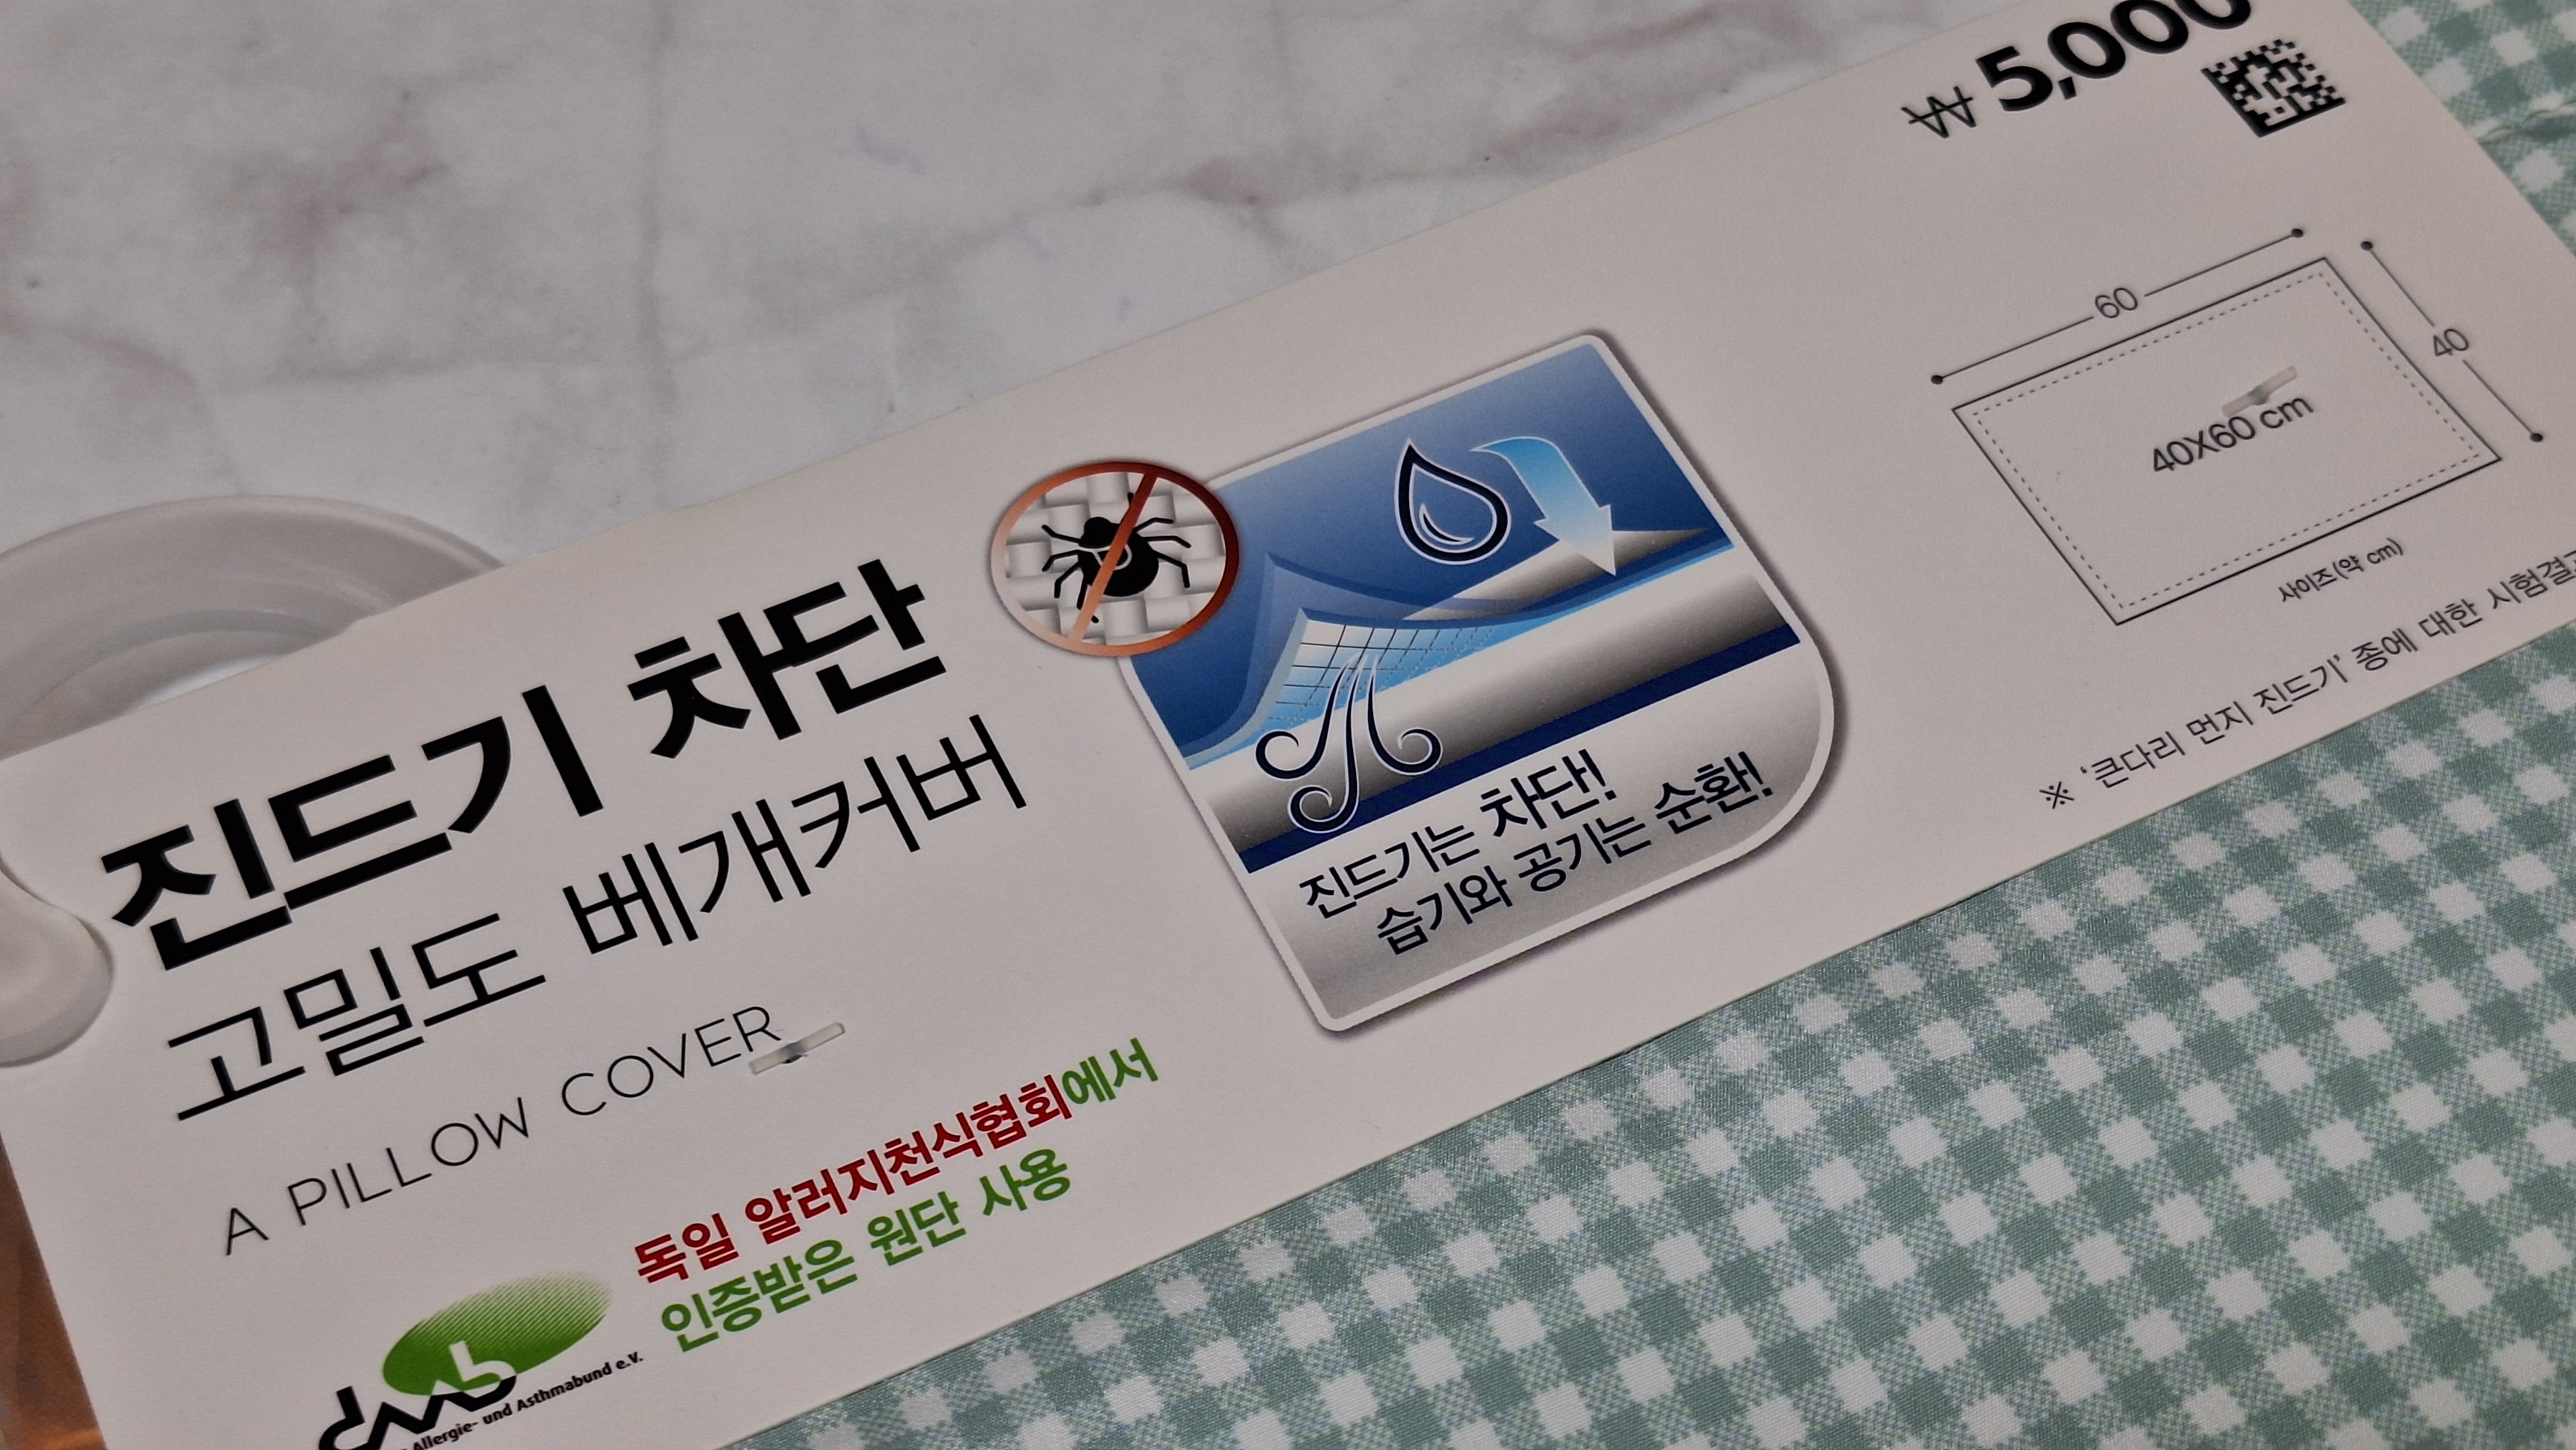 ₩ 5,000
진드기 차단
고밀도 베개커버
A PILLOW COVER
독일 알러지천식협회에서
인증받은 원단 사용
daab
Allergie- und Asthmabund e.V.
진드기는 차단!
습기와 공기는 순환!
60
40
40X60 cm
사이즈(약 cm)
※ '큰다리 먼지 진드기' 종에 대한 시험결과